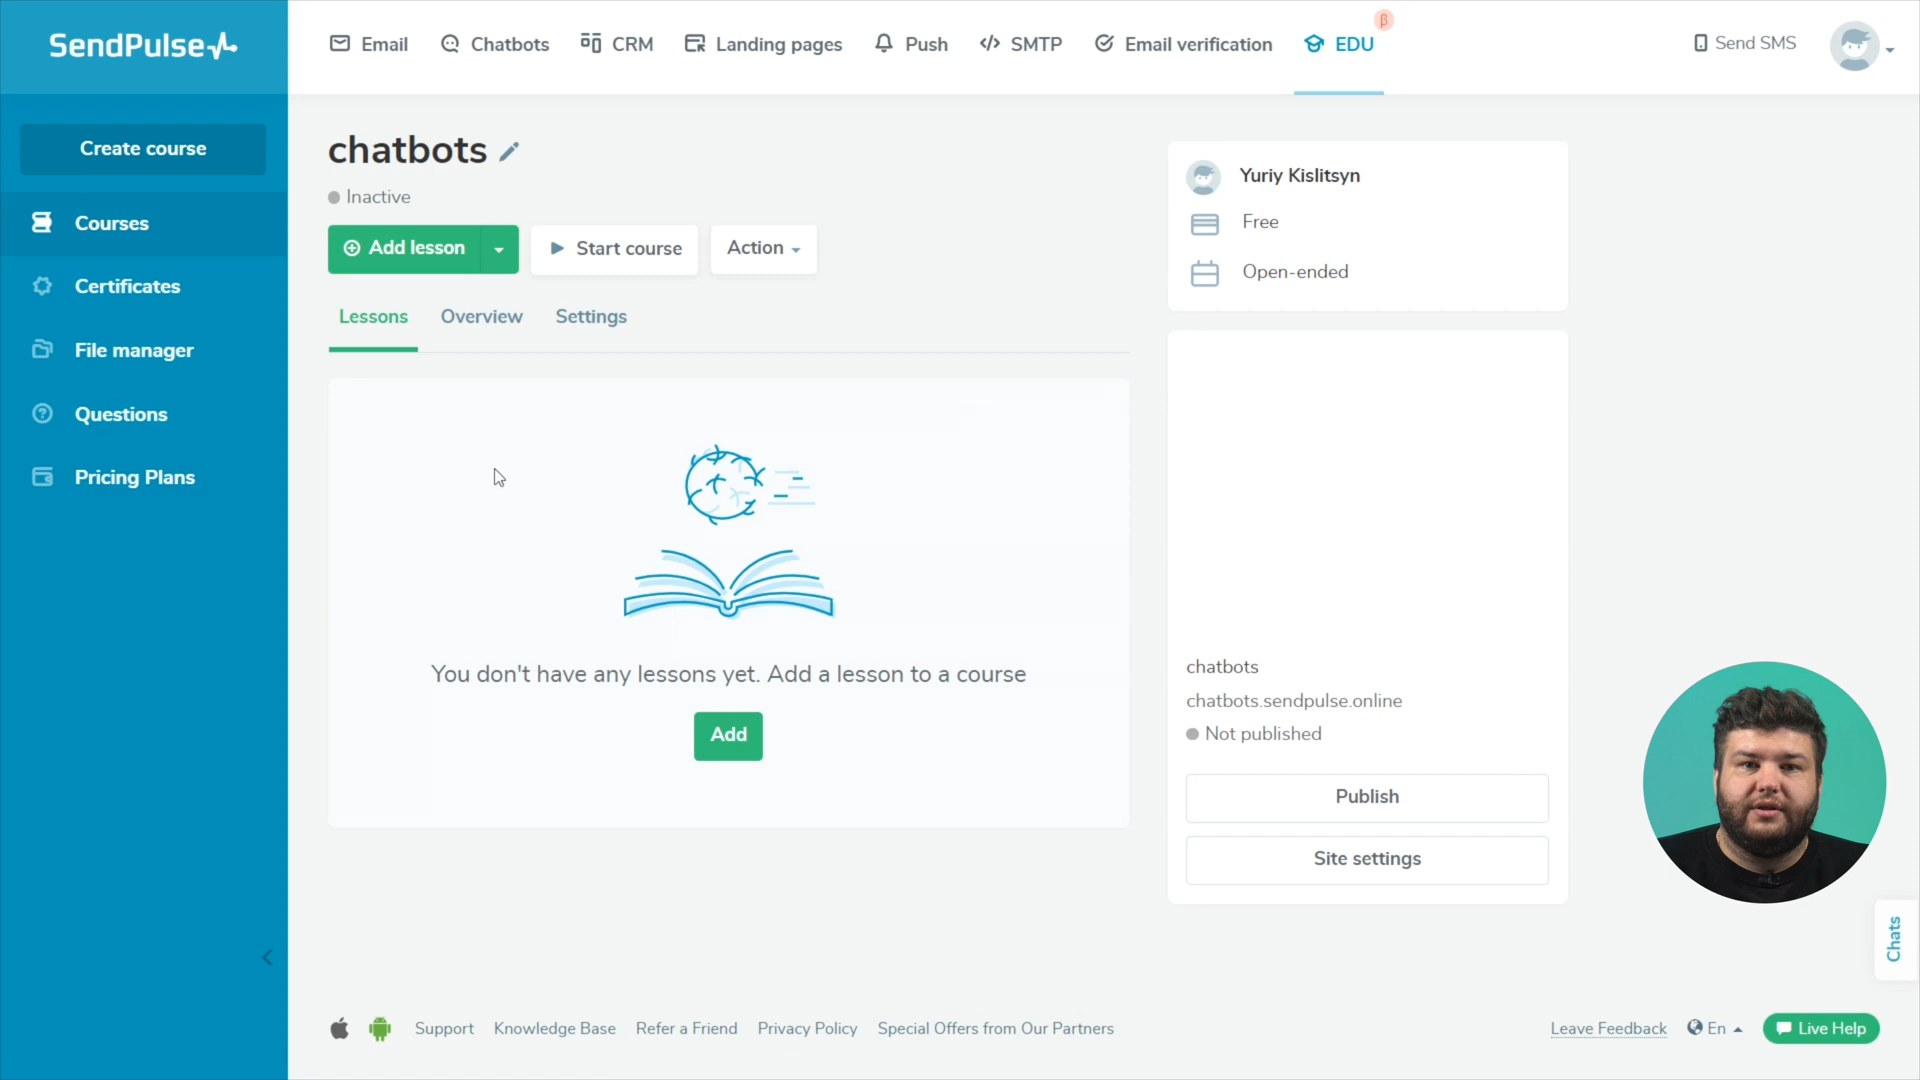 SendPulse
Email
Chatbots
CRM
Landing pages
Push
SMTP
Email verification
EDU
β
Send SMS
Create course
Courses
Certificates
File manager
Questions
Pricing Plans
chatbots
Inactive
Add lesson
Start course
Action
Lessons
Overview
Settings
You don't have any lessons yet. Add a lesson to a course
Add
Yuriy Kislitsyn
Free
Open-ended
chatbots
chatbots.sendpulse.online
Not published
Publish
Site settings
Chats
Support
Knowledge Base
Refer a Friend
Privacy Policy
Special Offers from Our Partners
Leave Feedback
En
Live Help